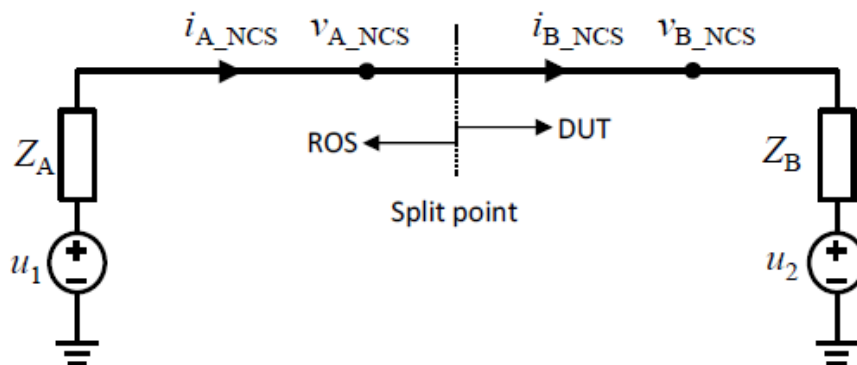 i_A_NCS v_A_NCS i_B_NCS v_B_NCS
ROS DUT
Z_A Z_B
Split point
u_1 + − u_2 + −